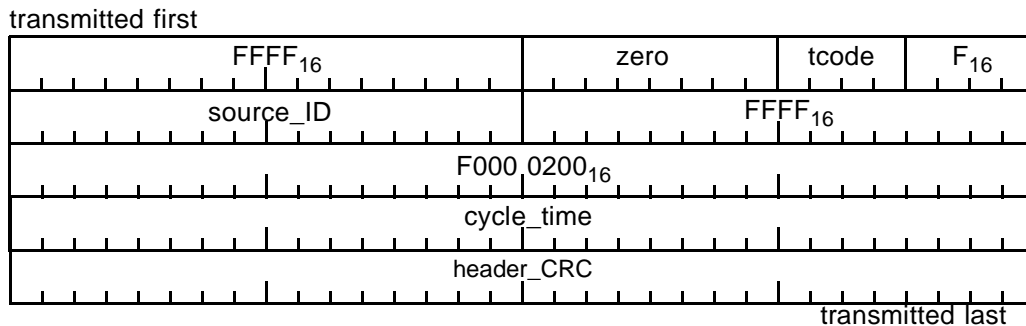 transmitted first
FFFF16 zero tcode F16
source_ID FFFF16
F000 020016
cycle_time
header_CRC
transmitted last